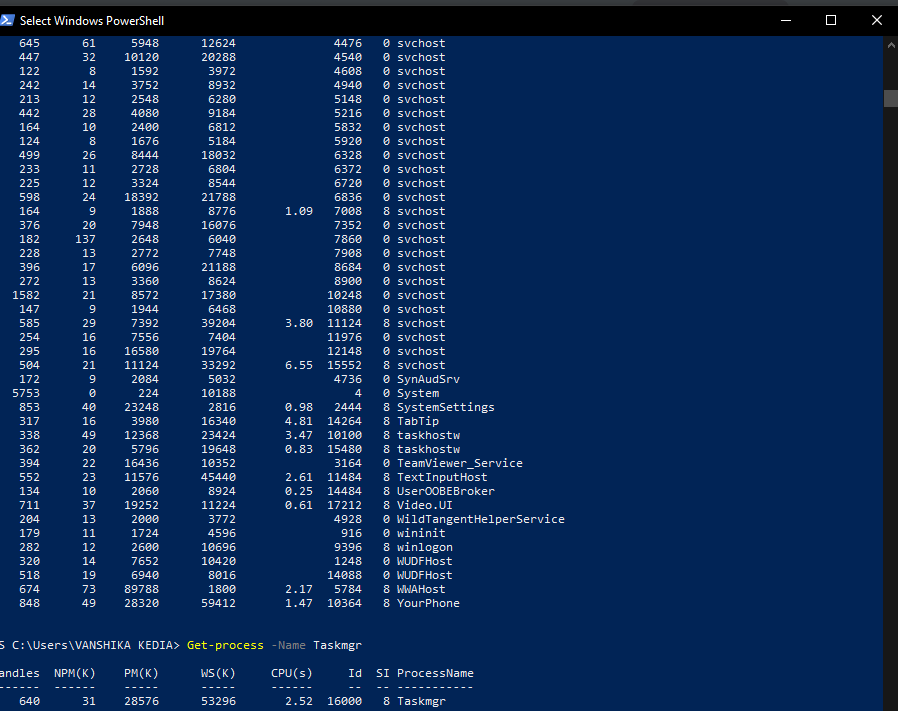 Select Windows PowerShell
645 61 5948 12624 4476 0 svchost
447 32 10120 20288 4540 0 svchost
122 8 1592 3972 4608 0 svchost
242 14 3752 8932 4940 0 svchost
213 12 2548 6280 5148 0 svchost
442 28 4080 9184 5216 0 svchost
164 10 2400 6812 5832 0 svchost
124 8 1676 5184 5920 0 svchost
499 26 8444 18032 6328 0 svchost
233 11 2728 6804 6372 0 svchost
225 12 3324 8544 6720 0 svchost
598 24 18392 21788 6836 0 svchost
164 9 1888 8776 1.09 7008 8 svchost
376 20 7948 16076 7352 0 svchost
182 137 2648 6040 7860 0 svchost
228 13 2772 7748 7908 0 svchost
396 17 6096 21188 8684 0 svchost
272 13 3360 8624 8900 0 svchost
1582 21 8572 17380 10248 0 svchost
147 9 1944 6468 10880 0 svchost
585 29 7392 39204 3.80 11124 8 svchost
254 16 7556 7404 11976 0 svchost
295 16 16580 19764 12148 0 svchost
504 21 11124 33292 6.55 15552 8 svchost
172 9 2084 5032 4736 0 SynAudSrv
5753 0 224 10188 4 0 System
853 40 23248 2816 0.98 2444 8 SystemSettings
317 16 3980 16340 4.81 14264 8 TabTip
338 49 12368 23424 3.47 10100 8 taskhostw
362 20 5796 19648 0.83 15480 8 taskhostw
394 22 16436 10352 3164 0 TeamViewer_Service
552 23 11576 45440 2.61 11484 8 TextInputHost
134 10 2060 8924 0.25 14484 8 UserOOBEBroker
711 37 19252 11224 0.61 17212 8 Video.UI
204 13 2000 3772 4928 0 WildTangentHelperService
179 11 1724 4596 916 0 wininit
282 12 2600 10696 9396 8 winlogon
320 14 7652 10420 1248 0 WUDFHost
518 19 6940 8016 14088 0 WUDFHost
674 73 89788 1800 2.17 5784 8 WWAHost
848 49 28320 59412 1.47 10364 8 YourPhone
S C:\Users\VANSHIKA KEDIA> Get-process -Name Taskmgr
andles NPM(K) PM(K) WS(K) CPU(s) Id SI ProcessName
------ ------ ----- ----- ------ -- -- -----------
640 31 28576 53296 2.52 16000 8 Taskmgr